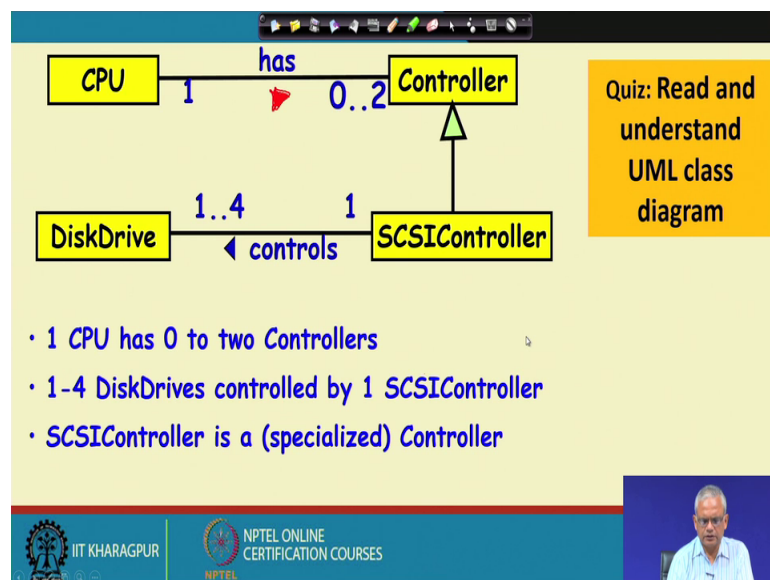 has
CPU
Controller
1
0..2
Quiz: Read and
understand
UML class
diagram
1..4
1
DiskDrive
SCSIController
controls
• 1 CPU has 0 to two Controllers
• 1-4 DiskDrives controlled by 1 SCSIController
• SCSIController is a (specialized) Controller
IIT KHARAGPUR
NPTEL ONLINE
CERTIFICATION COURSES
NPTEL